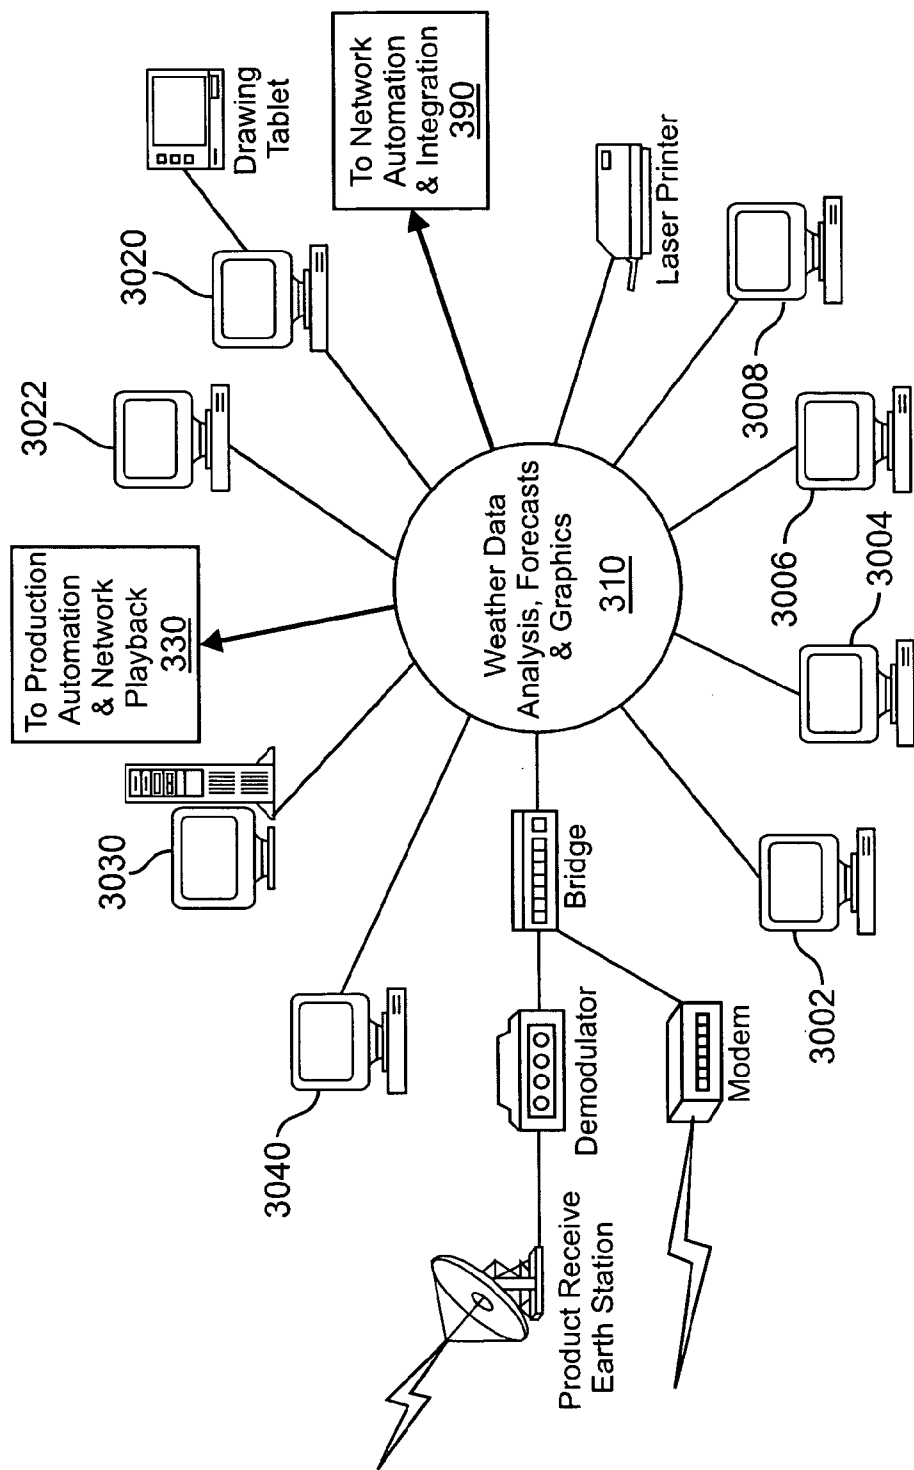 To Production
Automation
& Network
Playback
330
3022
3030
3020
Drawing
Tablet
3040
To Network
Automation
& Integration
390
Weather Data
Analysis, Forecasts
& Graphics
310
Product Receive
Earth Station
Demodulator
Bridge
Laser Printer
Modem
3002
3004
3006
3008